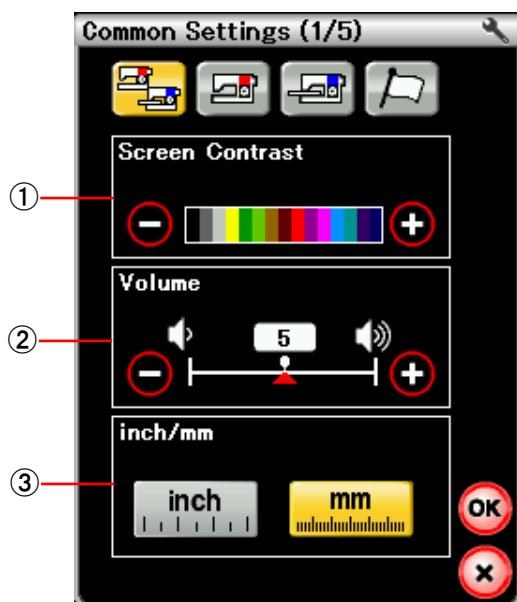 Common Settings (1/5)
Screen Contrast
①
Volume
②
5
inch/mm
③
inch
mm
OK